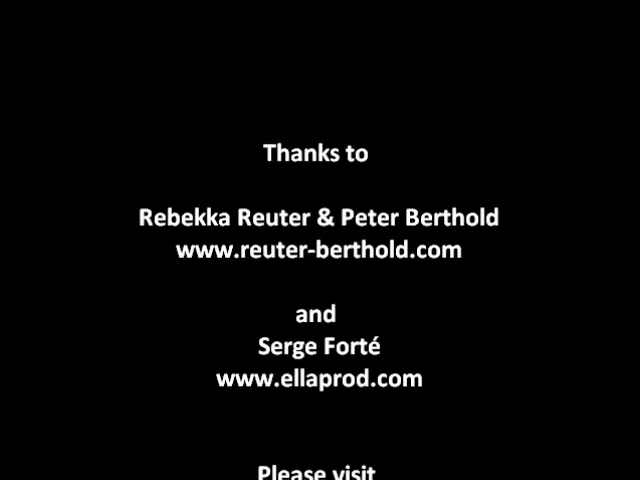 Thanks to
Rebekka Reuter & Peter Berthold
www.reuter-berthold.com
and
Serge Forté
www.ellaprod.com
Please visit